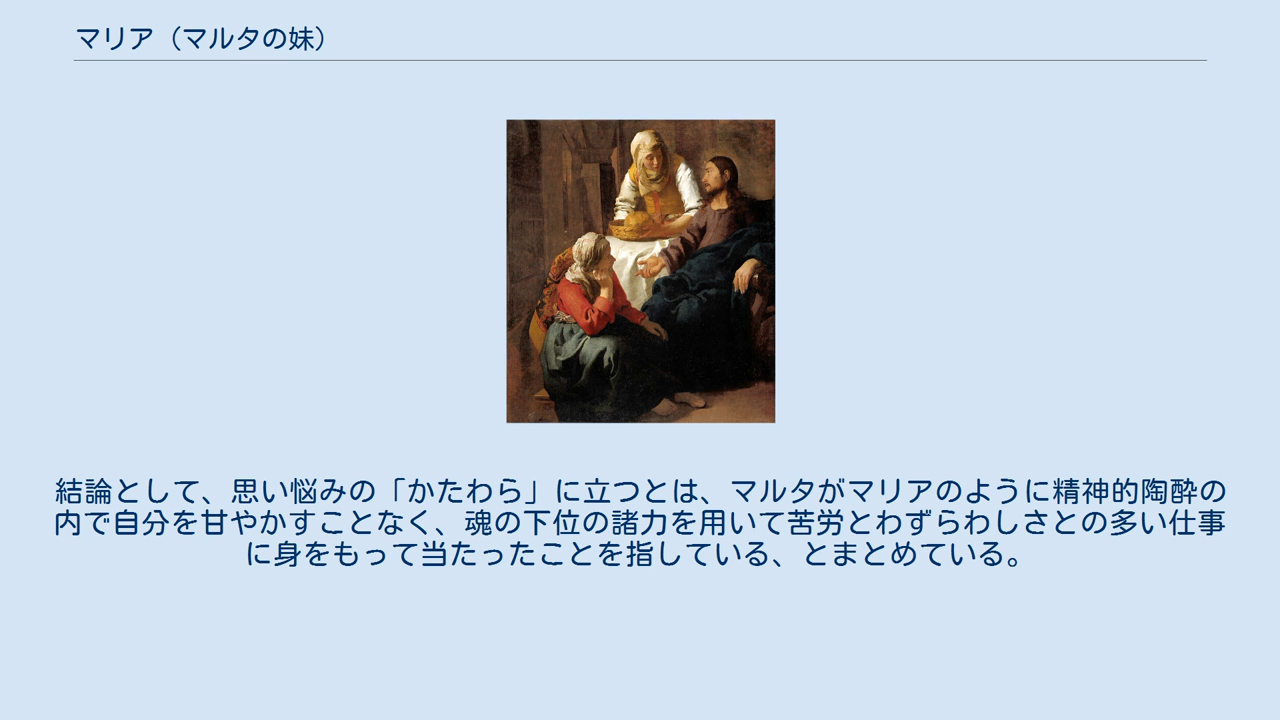 マリア（マルタの妹）
結論として、思い悩みの「かたわら」に立つとは、マルタがマリアのように精神的陶酔の
内で自分を甘やかすことなく、魂の下位の諸力を用いて苦労とわずらわしさとの多い仕事
に身をもって当たったことを指している、とまとめている。